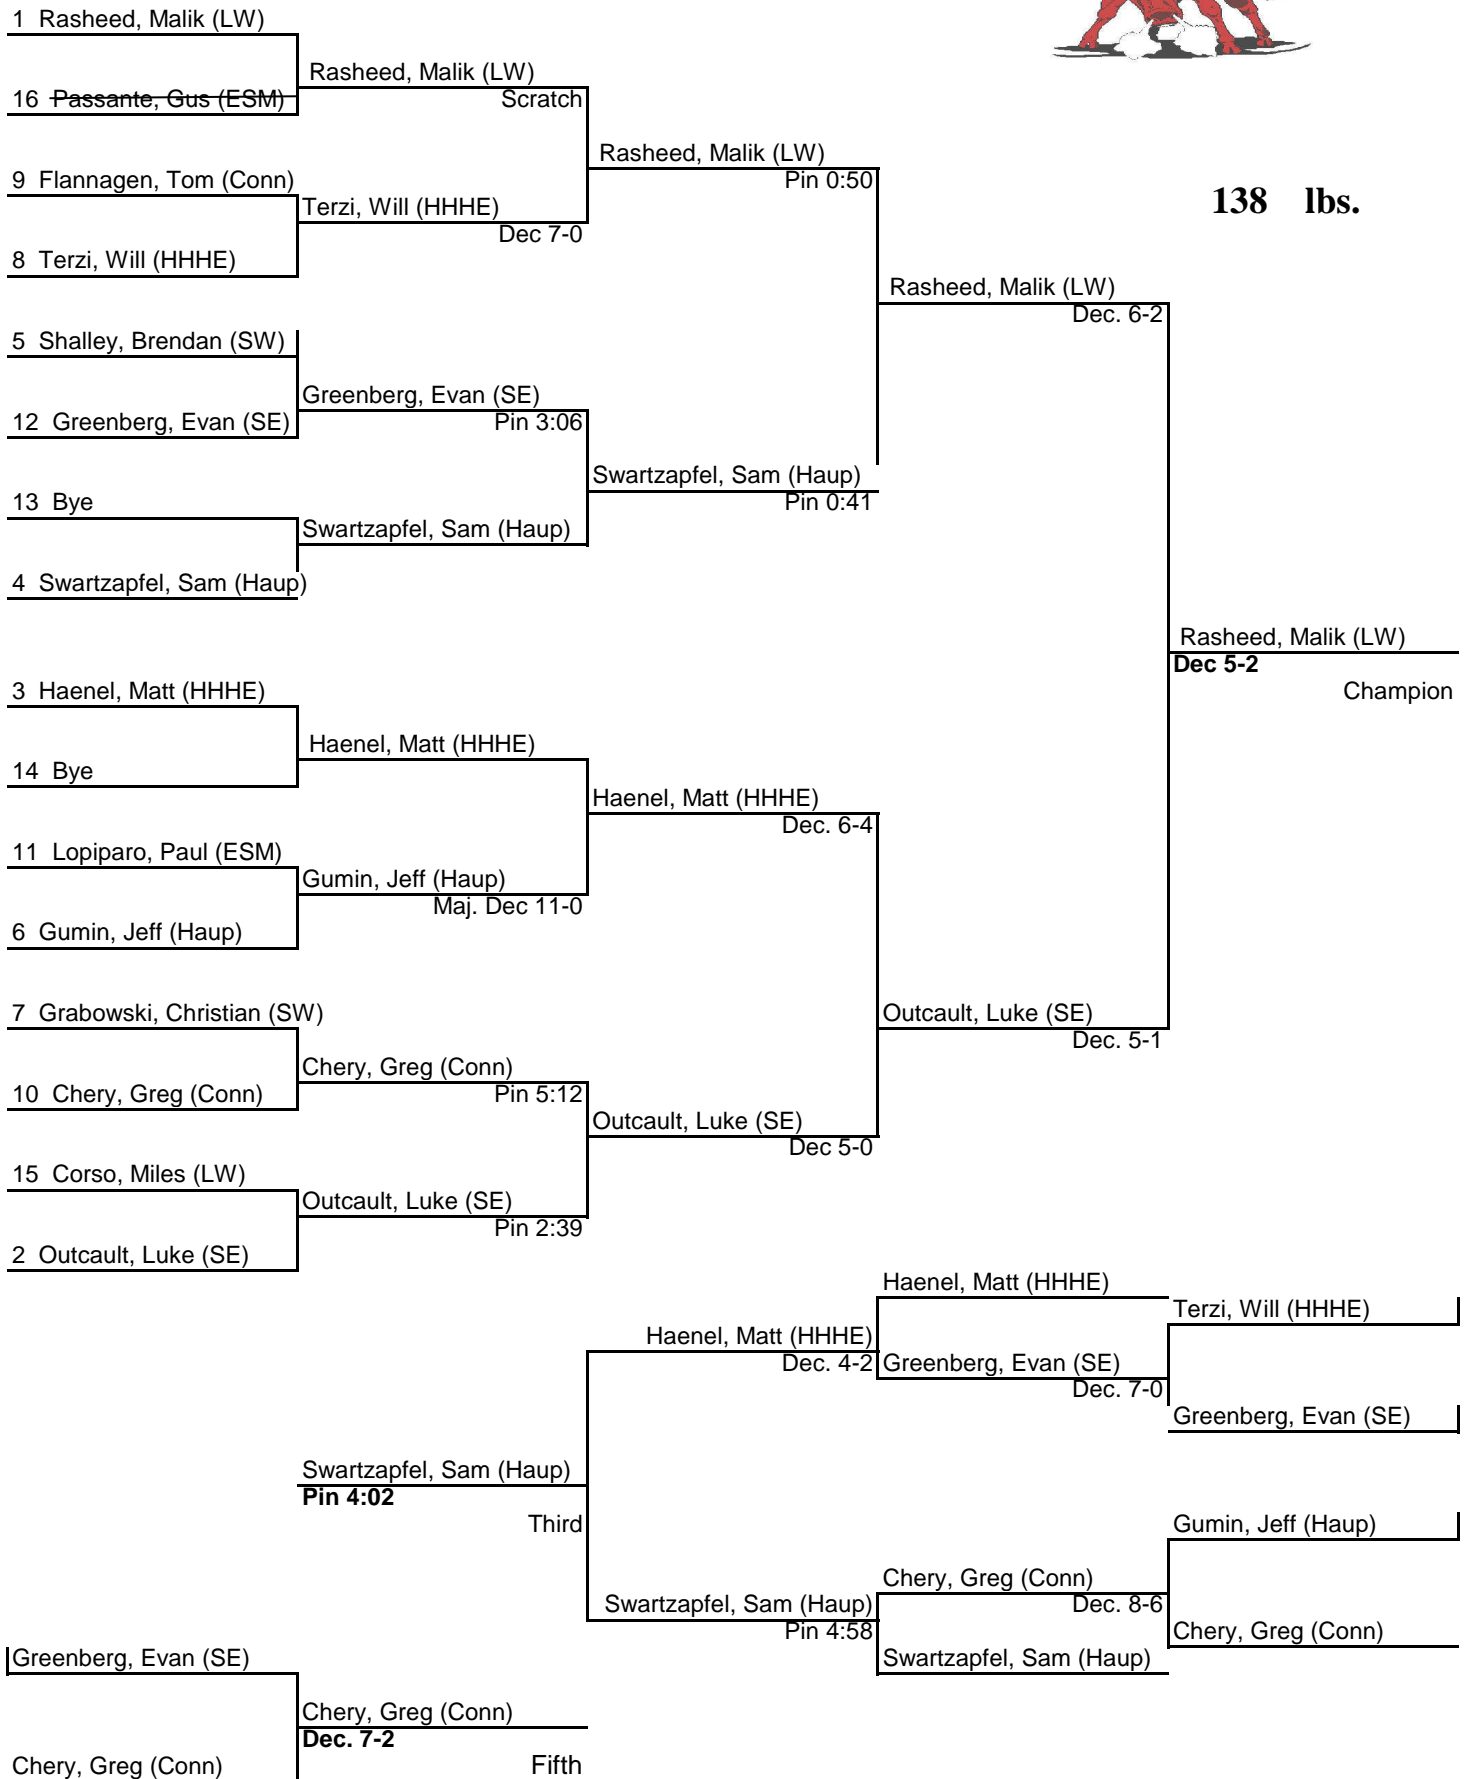 1 Rasheed, Malik (LW)
Rasheed, Malik (LW)
16 Passante, Gus (ESM)
Scratch
Rasheed, Malik (LW)
Pin 0:50
9 Flannagen, Tom (Conn)
Terzi, Will (HHHE)
Dec 7-0
138 lbs.
8 Terzi, Will (HHHE)
Rasheed, Malik (LW)
Dec. 6-2
5 Shalley, Brendan (SW)
Greenberg, Evan (SE)
Pin 3:06
12 Greenberg, Evan (SE)
Swartzapfel, Sam (Haup)
Pin 0:41
13 Bye
Swartzapfel, Sam (Haup)
4 Swartzapfel, Sam (Haup)
Rasheed, Malik (LW)
Dec 5-2
Champion
3 Haenel, Matt (HHHE)
Haenel, Matt (HHHE)
14 Bye
Haenel, Matt (HHHE)
Dec. 6-4
11 Lopiparo, Paul (ESM)
Gumin, Jeff (Haup)
Maj. Dec 11-0
6 Gumin, Jeff (Haup)
7 Grabowski, Christian (SW)
Outcault, Luke (SE)
Dec. 5-1
Chery, Greg (Conn)
Pin 5:12
10 Chery, Greg (Conn)
Outcault, Luke (SE)
Dec 5-0
15 Corso, Miles (LW)
Outcault, Luke (SE)
Pin 2:39
2 Outcault, Luke (SE)
Haenel, Matt (HHHE)
Terzi, Will (HHHE)
Haenel, Matt (HHHE)
Dec. 4-2
Greenberg, Evan (SE)
Dec. 7-0
Greenberg, Evan (SE)
Swartzapfel, Sam (Haup)
Pin 4:02
Third
Gumin, Jeff (Haup)
Chery, Greg (Conn)
Dec. 8-6
Swartzapfel, Sam (Haup)
Pin 4:58
Chery, Greg (Conn)
Swartzapfel, Sam (Haup)
Greenberg, Evan (SE)
Chery, Greg (Conn)
Dec. 7-2
Fifth
Chery, Greg (Conn)